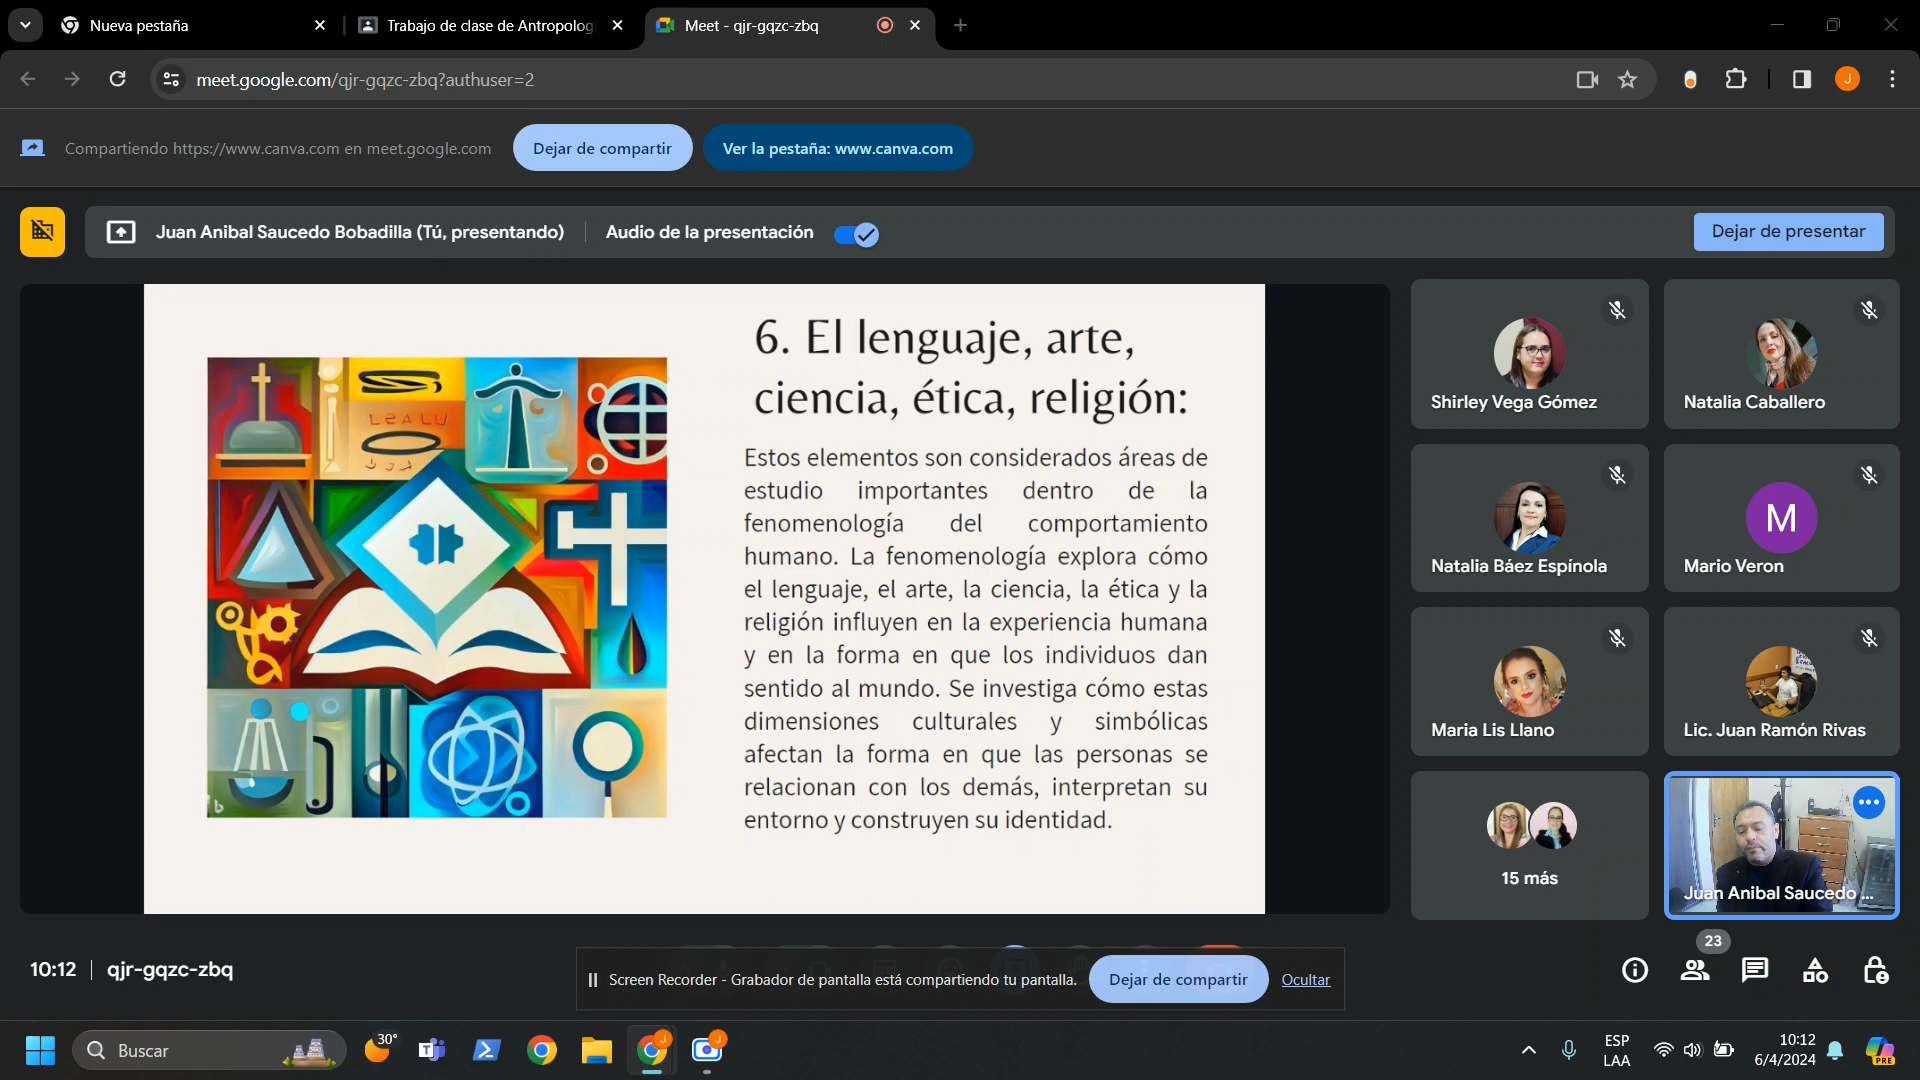 Nueva pestaña
Trabajo de clase de Antropolog
Meet - qjr-gqzc-zbq
meet.google.com/qjr-gqzc-zbq?authuser=2
J
Compartiendo https://www.canva.com en meet.google.com
Dejar de compartir
Ver la pestaña: www.canva.com
Juan Anibal Saucedo Bobadilla (Tú, presentando)
Audio de la presentación
Dejar de presentar
6. El lenguaje, arte,
ciencia, ética, religión:
Estos elementos son considerados áreas de
estudio importantes dentro de la
fenomenología del comportamiento
humano. La fenomenología explora cómo
el lenguaje, el arte, la ciencia, la ética y la
religión influyen en la experiencia humana
y en la forma en que los individuos dan
sentido al mundo. Se investiga cómo estas
dimensiones culturales y simbólicas
afectan la forma en que las personas se
relacionan con los demás, interpretan su
entorno y construyen su identidad.
Shirley Vega Gómez
Natalia Caballero
Natalia Báez Espínola
M
Mario Veron
Maria Lis Llano
Lic. Juan Ramón Rivas
15 más
Juan Anibal Saucedo ...
10:12
qjr-gqzc-zbq
Screen Recorder - Grabador de pantalla está compartiendo tu pantalla.
Dejar de compartir
Ocultar
23
Buscar
30°
J
J
ESP
LAA
10:12
6/4/2024
PRE